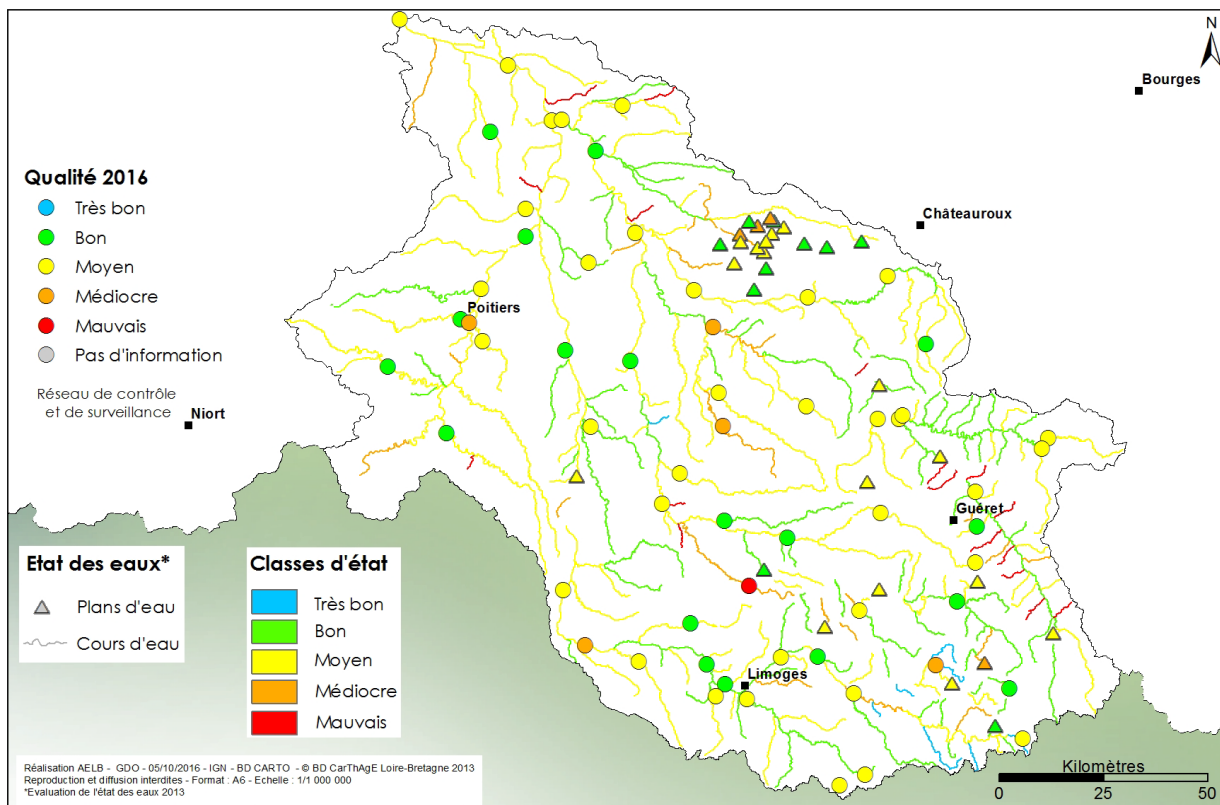 N
Bourges
Qualité 2016
Très bon
Bon
Moyen
Médiocre
Mauvais
Pas d'information
Réseau de contrôle
et de surveillance
Châteauroux
Poitiers
Niort
Guéret
Limoges
Etat des eaux*
Plans d'eau
Cours d'eau
Classes d'état
Très bon
Bon
Moyen
Médiocre
Mauvais
Kilomètres
0 25 50
Réalisation AELB - GDO - 05/10/2016 - IGN - BD CARTO - © BD CarThAgE Loire-Bretagne 2013
Reproduction et diffusion interdites - Format : A6 - Echelle : 1/1 000 000
*Evaluation de l'état des eaux 2013